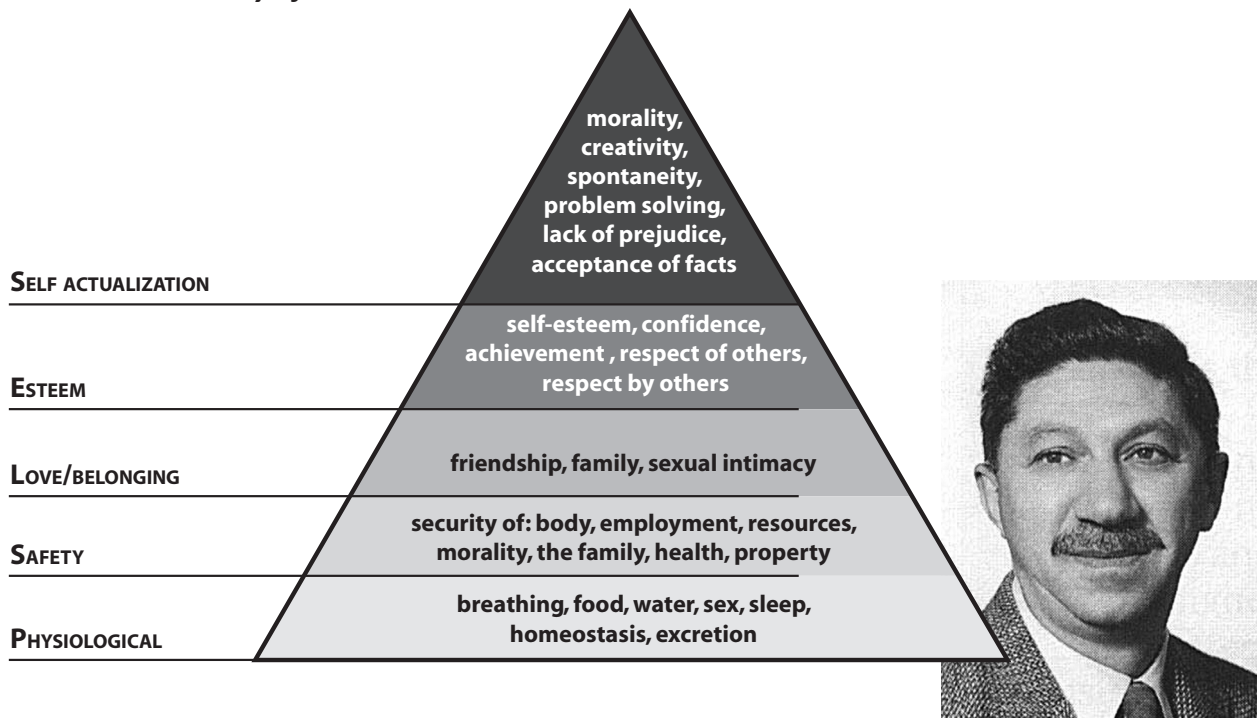 morality,
creativity,
spontaneity,
problem solving,
lack of prejudice,
acceptance of facts
SELF ACTUALIZATION
self-esteem, confidence,
achievement , respect of others,
respect by others
ESTEEM
friendship, family, sexual intimacy
LOVE/BELONGING
security of: body, employment, resources,
morality, the family, health, property
SAFETY
breathing, food, water, sex, sleep,
homeostasis, excretion
PHYSIOLOGICAL